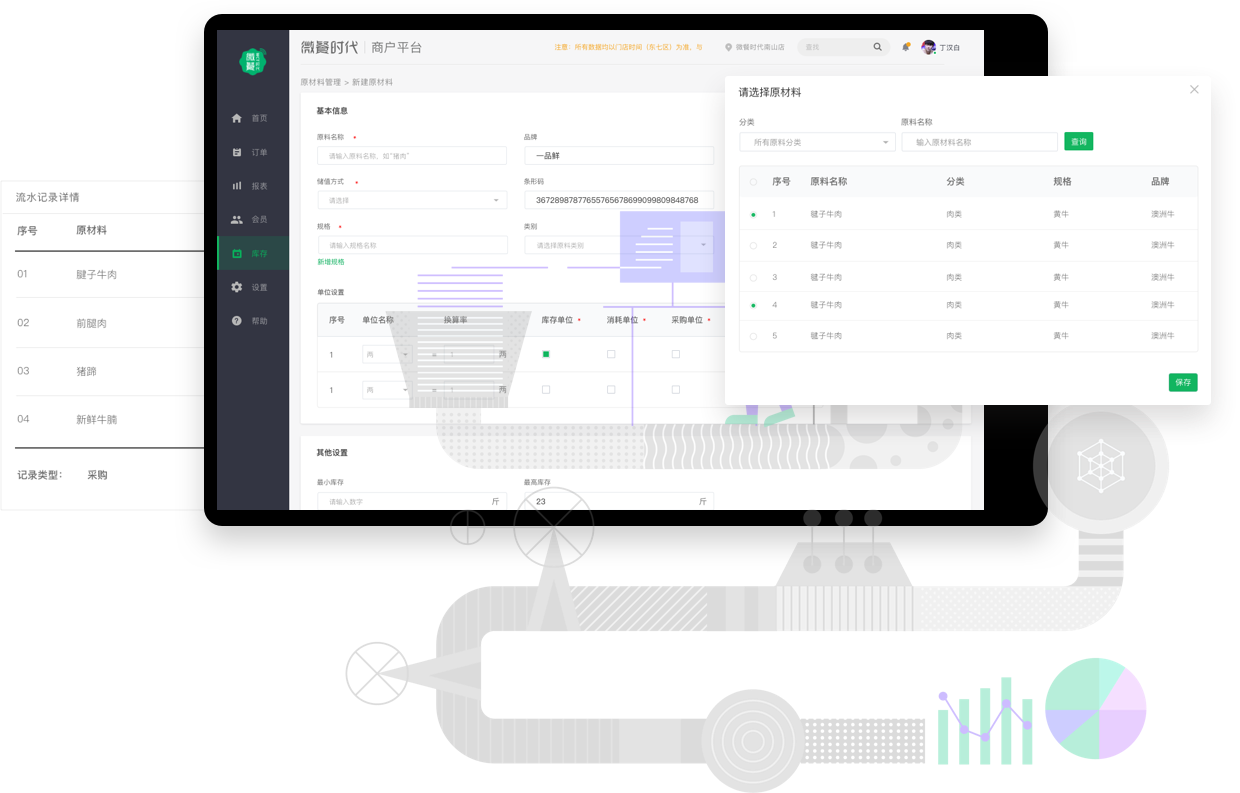 微餐时代 商户平台
注意：所有数据均以门店时间（东七区）为准。与
微餐时代南山店
查找
丁汉白
首页
订单
报表
会员
库存
设置
帮助
原材料管理 > 新建原材料
基本信息
原料名称
请输入原料名称，如“猪肉”
品牌
一品鲜
储值方式
请选择
条形码
规格
请输入规格名称
新增规格
类别
请选择原料类别
单位设置
序号 单位名称 换算率 库存单位 消耗单位 采购单位
1 两 = 1 两
1 两 = 1 两
其他设置
最小库存
请输入数字 斤
最高库存
23 斤
请选择原材料
分类
所有原料分类
原料名称
输入原材料名称
查询
序号 原料名称 分类 规格 品牌
1 腱子牛肉 肉类 黄牛 澳洲牛
2 腱子牛肉 肉类 黄牛 澳洲牛
3 腱子牛肉 肉类 黄牛 澳洲牛
4 腱子牛肉 肉类 黄牛 澳洲牛
5 腱子牛肉 肉类 黄牛 澳洲牛
保存
流水记录详情
序号 原材料
01 腱子牛肉
02 前腿肉
03 猪蹄
04 新鲜牛腩
记录类型： 采购